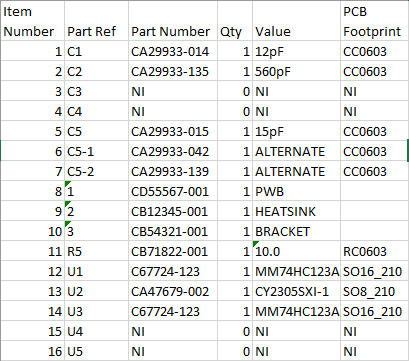 Item Number Part Ref Part Number Qty Value PCB Footprint
1 C1 CA29933-014 1 12pF CC0603
2 C2 CA29933-135 1 560pF CC0603
3 C3 NI 0 NI NI
4 C4 NI 0 NI NI
5 C5 CA29933-015 1 15pF CC0603
6 C5-1 CA29933-042 1 ALTERNATE CC0603
7 C5-2 CA29933-139 1 ALTERNATE CC0603
8 1 CD55567-001 1 PWB
9 2 CB12345-001 1 HEATSINK
10 3 CB54321-001 1 BRACKET
11 R5 CB71822-001 1 10.0 RC0603
12 U1 C67724-123 1 MM74HC123A SO16_210
13 U2 CA47679-002 1 CY2305SXI-1 SO8_210
14 U3 C67724-123 1 MM74HC123A SO16_210
15 U4 NI 0 NI NI
16 U5 NI 0 NI NI